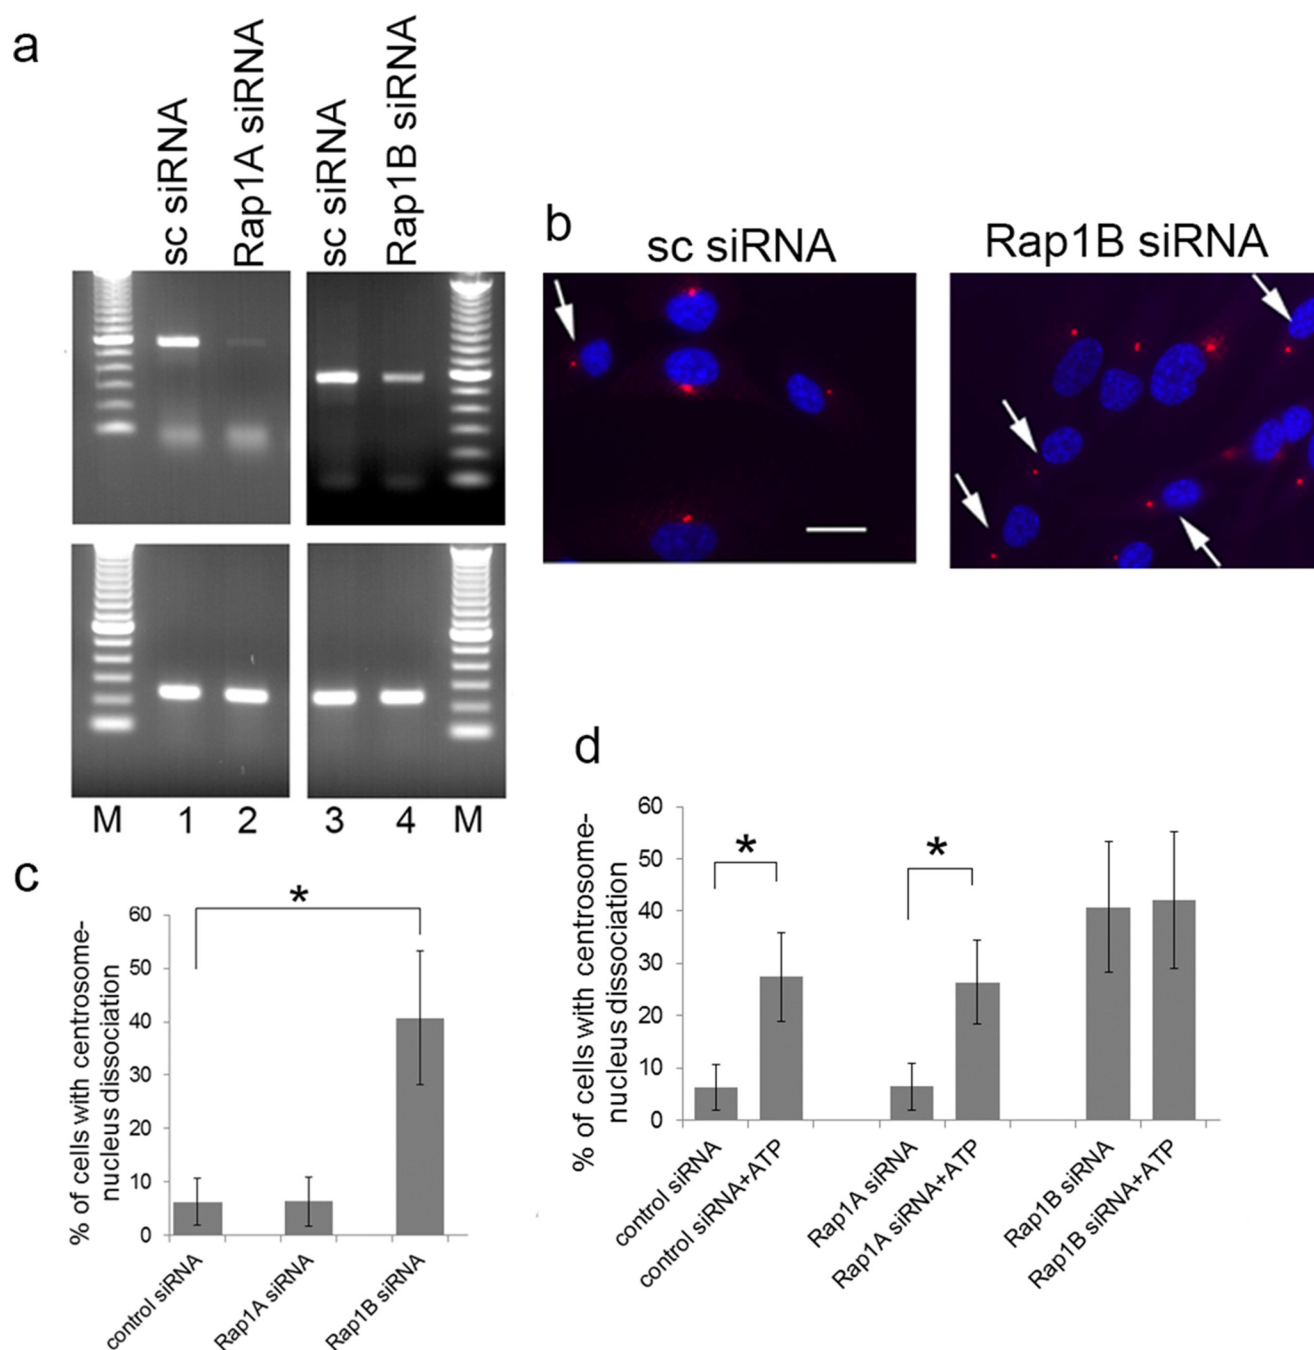 a
sc siRNA
Rap1A siRNA
sc siRNA
Rap1B siRNA
M 1 2 3 4 M
b
sc siRNA
Rap1B siRNA
c
% of cells with centrosome-
nucleus dissociation
60
50
40
30
20
10
0
*
control siRNA
Rap1A siRNA
Rap1B siRNA
d
% of cells with centrosome-
nucleus dissociation
60
50
40
30
20
10
0
*
*
control siRNA
control siRNA+ATP
Rap1A siRNA
Rap1A siRNA+ATP
Rap1B siRNA
Rap1B siRNA+ATP